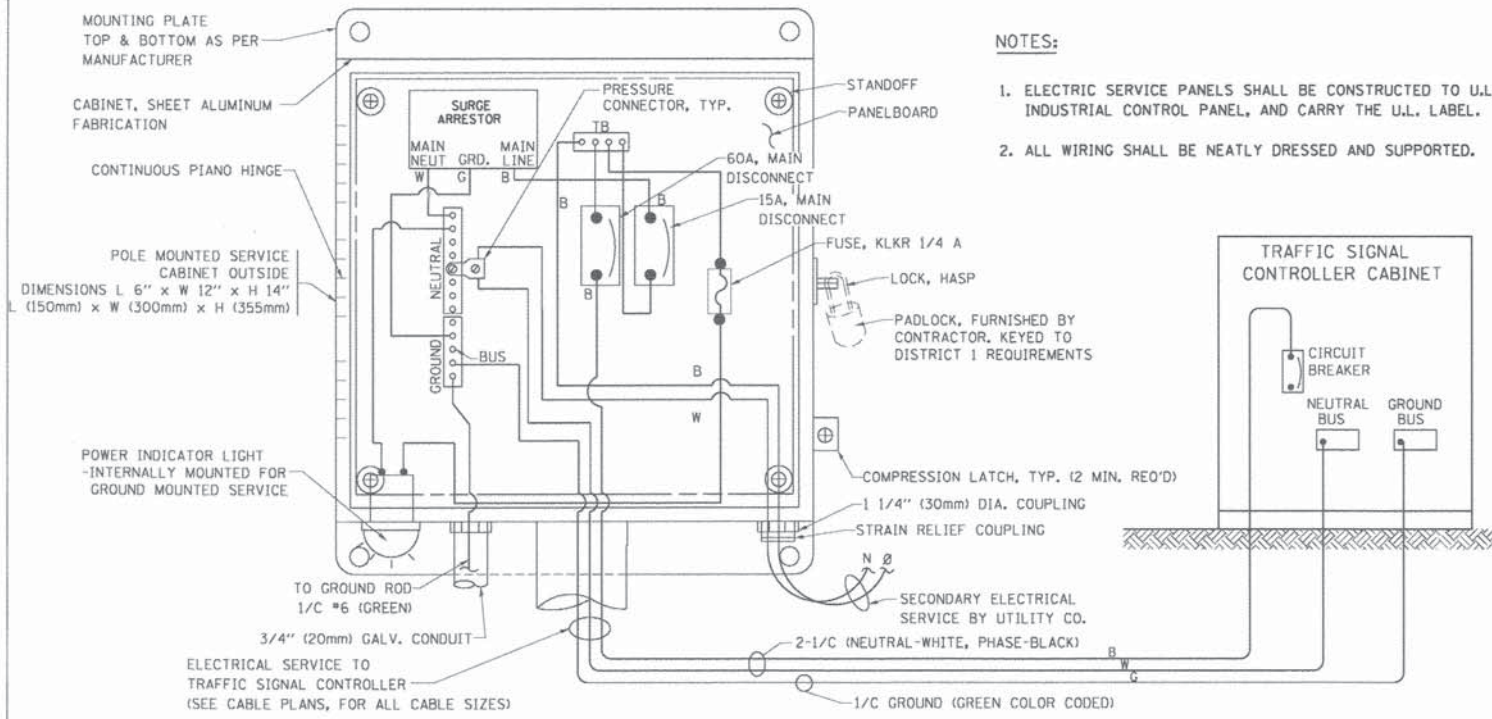 MOUNTING PLATE
TOP & BOTTOM AS PER
MANUFACTURER
CABINET, SHEET ALUMINUM
FABRICATION
CONTINUOUS PIANO HINGE
POLE MOUNTED SERVICE
CABINET OUTSIDE
DIMENSIONS L 6" x W 12" x H 14"
L (150mm) x W (300mm) x H (355mm)
POWER INDICATOR LIGHT
-INTERNALLY MOUNTED FOR
GROUND MOUNTED SERVICE
SURGE
ARRESTOR
MAIN
NEUT
GRD.
MAIN
LINE
W
G
B
PRESSURE
CONNECTOR, TYP.
TB
60A, MAIN
DISCONNECT
15A, MAIN
DISCONNECT
B
B
B
NEUTRAL
GROUND
BUS
B
W
STANDOFF
PANELBOARD
FUSE, KLKR 1/4 A
LOCK, HASP
PADLOCK, FURNISHED BY
CONTRACTOR. KEYED TO
DISTRICT 1 REQUIREMENTS
COMPRESSION LATCH, TYP. (2 MIN. REQ'D)
1 1/4" (30mm) DIA. COUPLING
STRAIN RELIEF COUPLING
N Ø
SECONDARY ELECTRICAL
SERVICE BY UTILITY CO.
TO GROUND ROD
1/C #6 (GREEN)
3/4" (20mm) GALV. CONDUIT
ELECTRICAL SERVICE TO
TRAFFIC SIGNAL CONTROLLER
(SEE CABLE PLANS, FOR ALL CABLE SIZES)
2-1/C (NEUTRAL-WHITE, PHASE-BLACK)
B
W
G
1/C GROUND (GREEN COLOR CODED)
NOTES:
1. ELECTRIC SERVICE PANELS SHALL BE CONSTRUCTED TO U.L
INDUSTRIAL CONTROL PANEL, AND CARRY THE U.L. LABEL.
2. ALL WIRING SHALL BE NEATLY DRESSED AND SUPPORTED.
TRAFFIC SIGNAL
CONTROLLER CABINET
CIRCUIT
BREAKER
NEUTRAL
BUS
GROUND
BUS